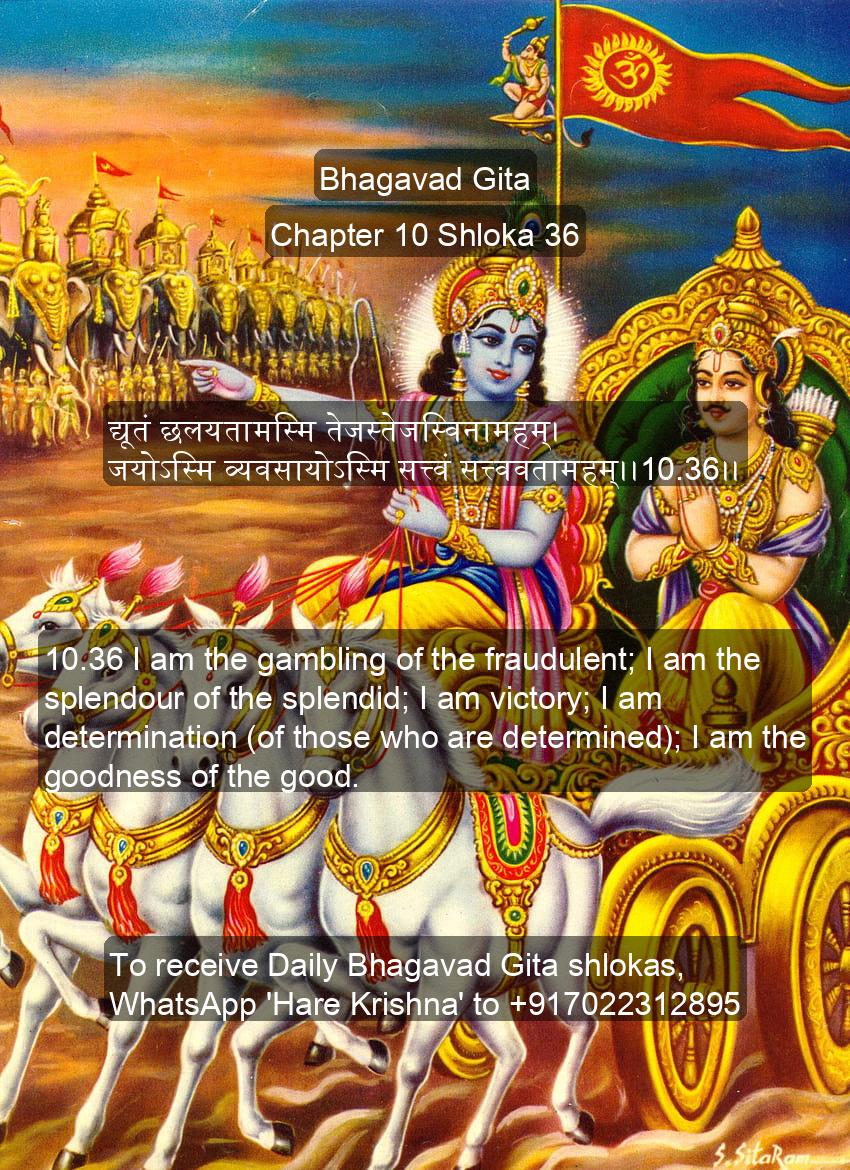 ॐ
Bhagavad Gita
Chapter 10 Shloka 36
द्यूतं छलयतामस्मि तेजस्तेजस्विनामहम्।
जयोऽस्मि व्यवसायोऽस्मि सत्त्वं सत्त्ववतामहम्।।10.36।।
10.36 I am the gambling of the fraudulent; I am the
splendour of the splendid; I am victory; I am
determination (of those who are determined); I am the
goodness of the good.
To receive Daily Bhagavad Gita shlokas,
WhatsApp 'Hare Krishna' to +917022312895
S. SitaRam